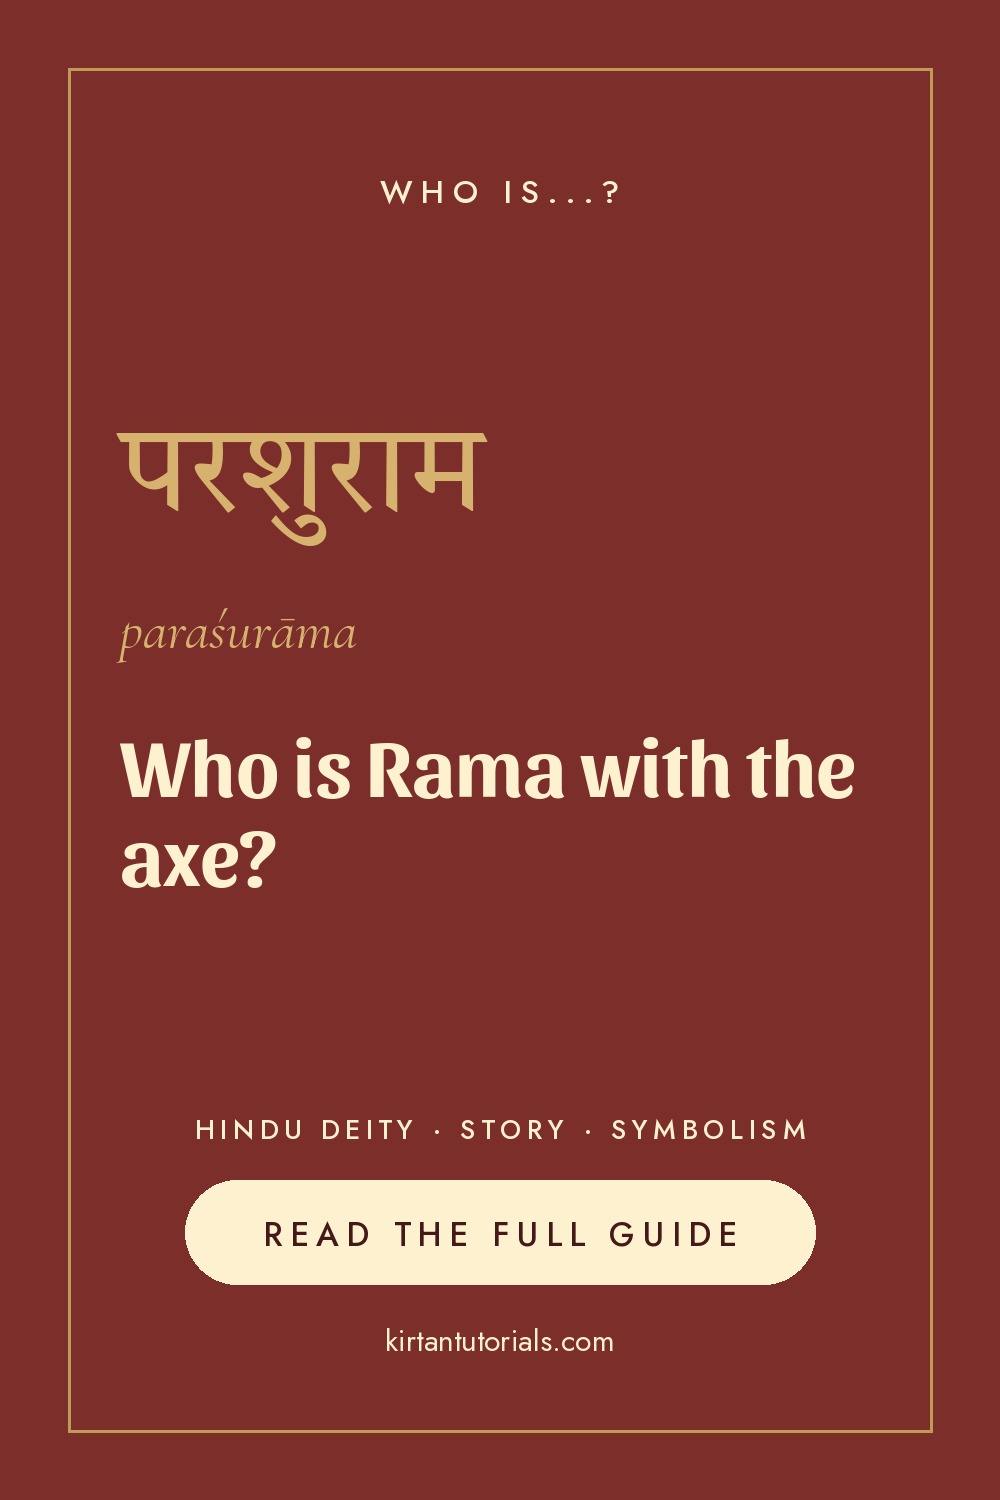 WHO IS...?
परशुराम
paraśurāma
Who is Rama with the
axe?
HINDU DEITY · STORY · SYMBOLISM
READ THE FULL GUIDE
kirtantutorials.com